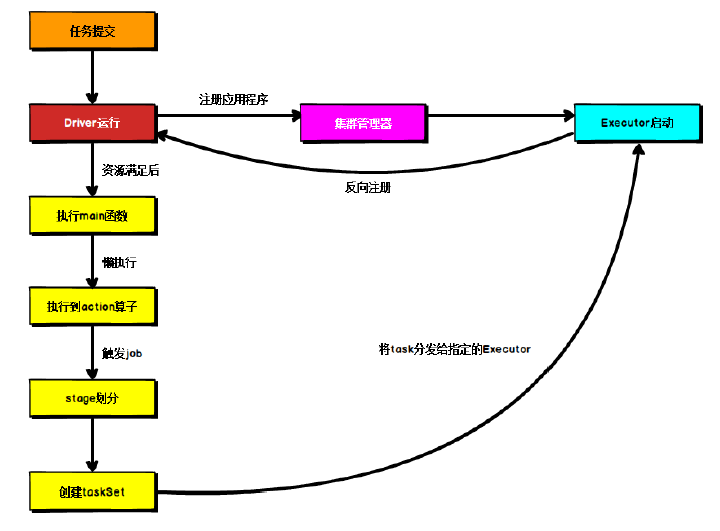 任务提交
注册应用程序
Driver运行
集群管理器
Executor启动
资源满足后
反向注册
执行main函数
懒执行
执行到action算子
触发job
将task分发给指定的Executor
stage划分
创建taskSet